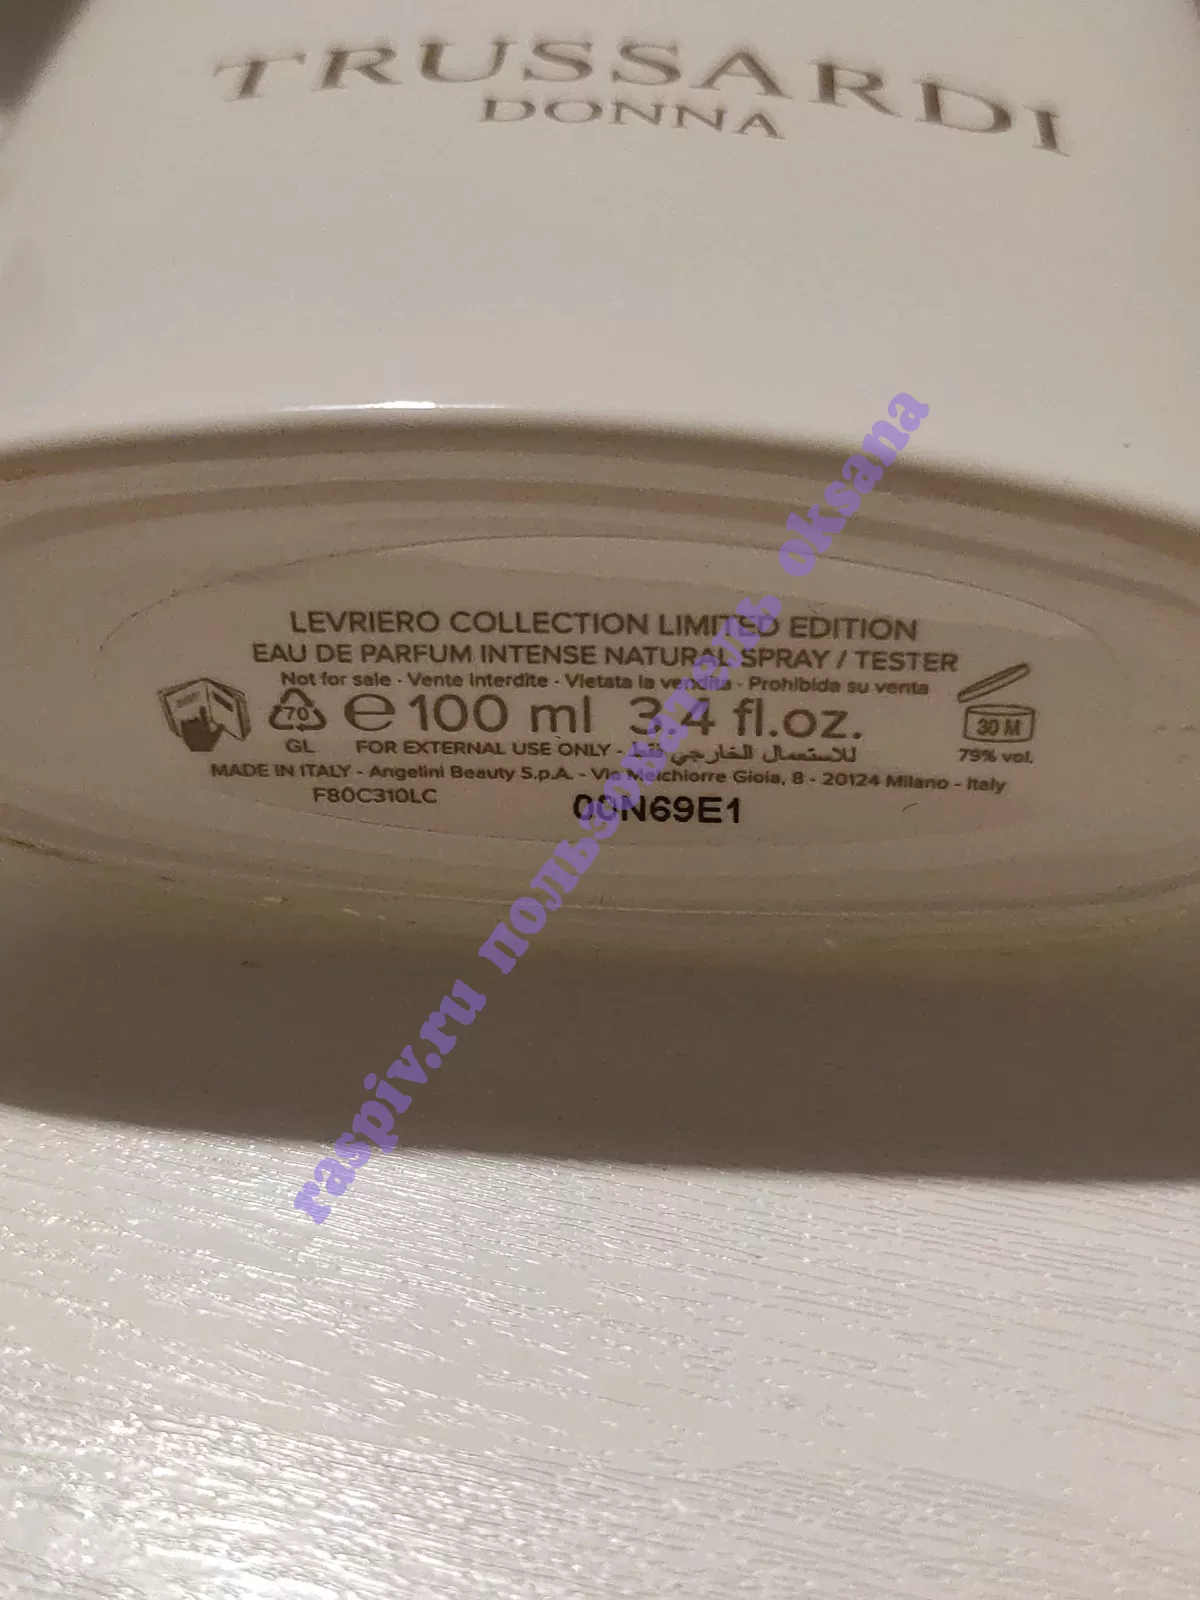 TRUSSARDI
DONNA
LEVRIERO COLLECTION LIMITED EDITION
EAU DE PARFUM INTENSE NATURAL SPRAY / TESTER
Not for sale · Vente interdite · Vietata la vendita · Prohibida su venta
70 e 100 ml 3.4 fl.oz. 30 M
GL FOR EXTERNAL USE ONLY - للاستعمال الخارجي فقط 79% vol.
MADE IN ITALY - Angelini Beauty S.p.A. - Via Melchiorre Gioia, 8 - 20124 Milano - Italy
F80C310LC 00N69E1
raspiv.ru пользователь oksana